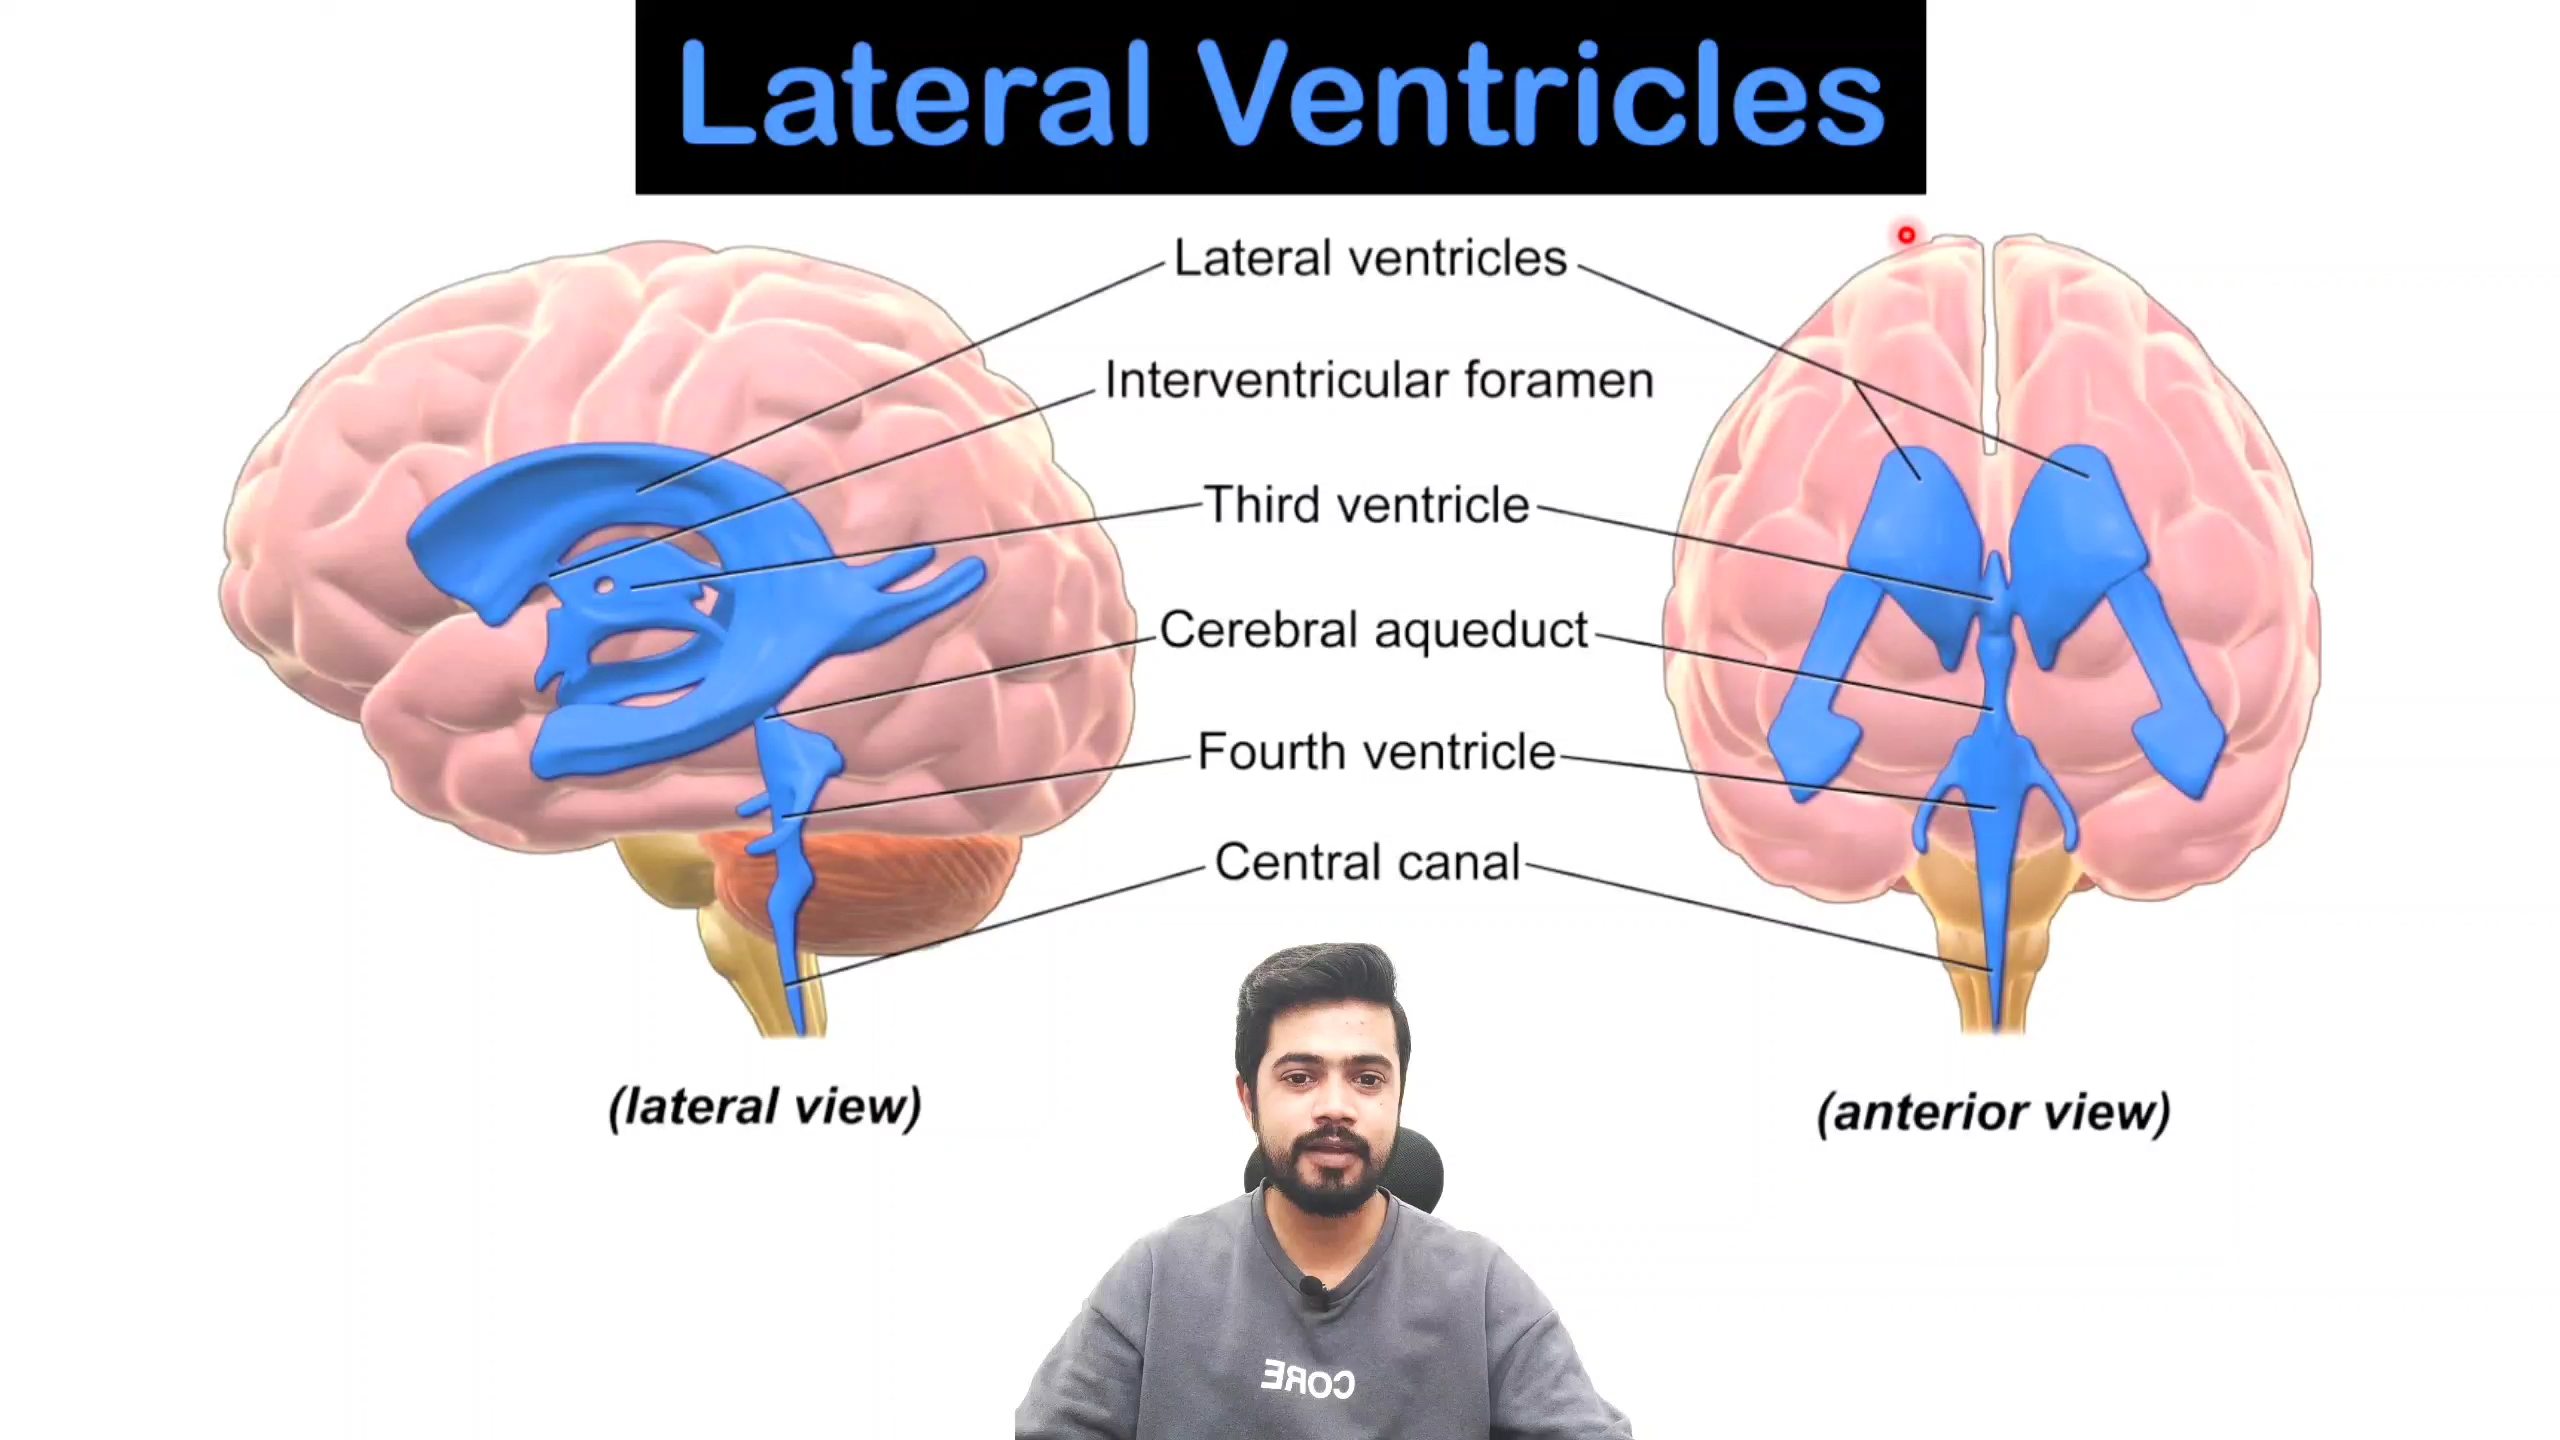 Lateral Ventricles
Lateral ventricles
Interventricular foramen
Third ventricle
Cerebral aqueduct
Fourth ventricle
Central canal
(lateral view)
(anterior view)
CORE